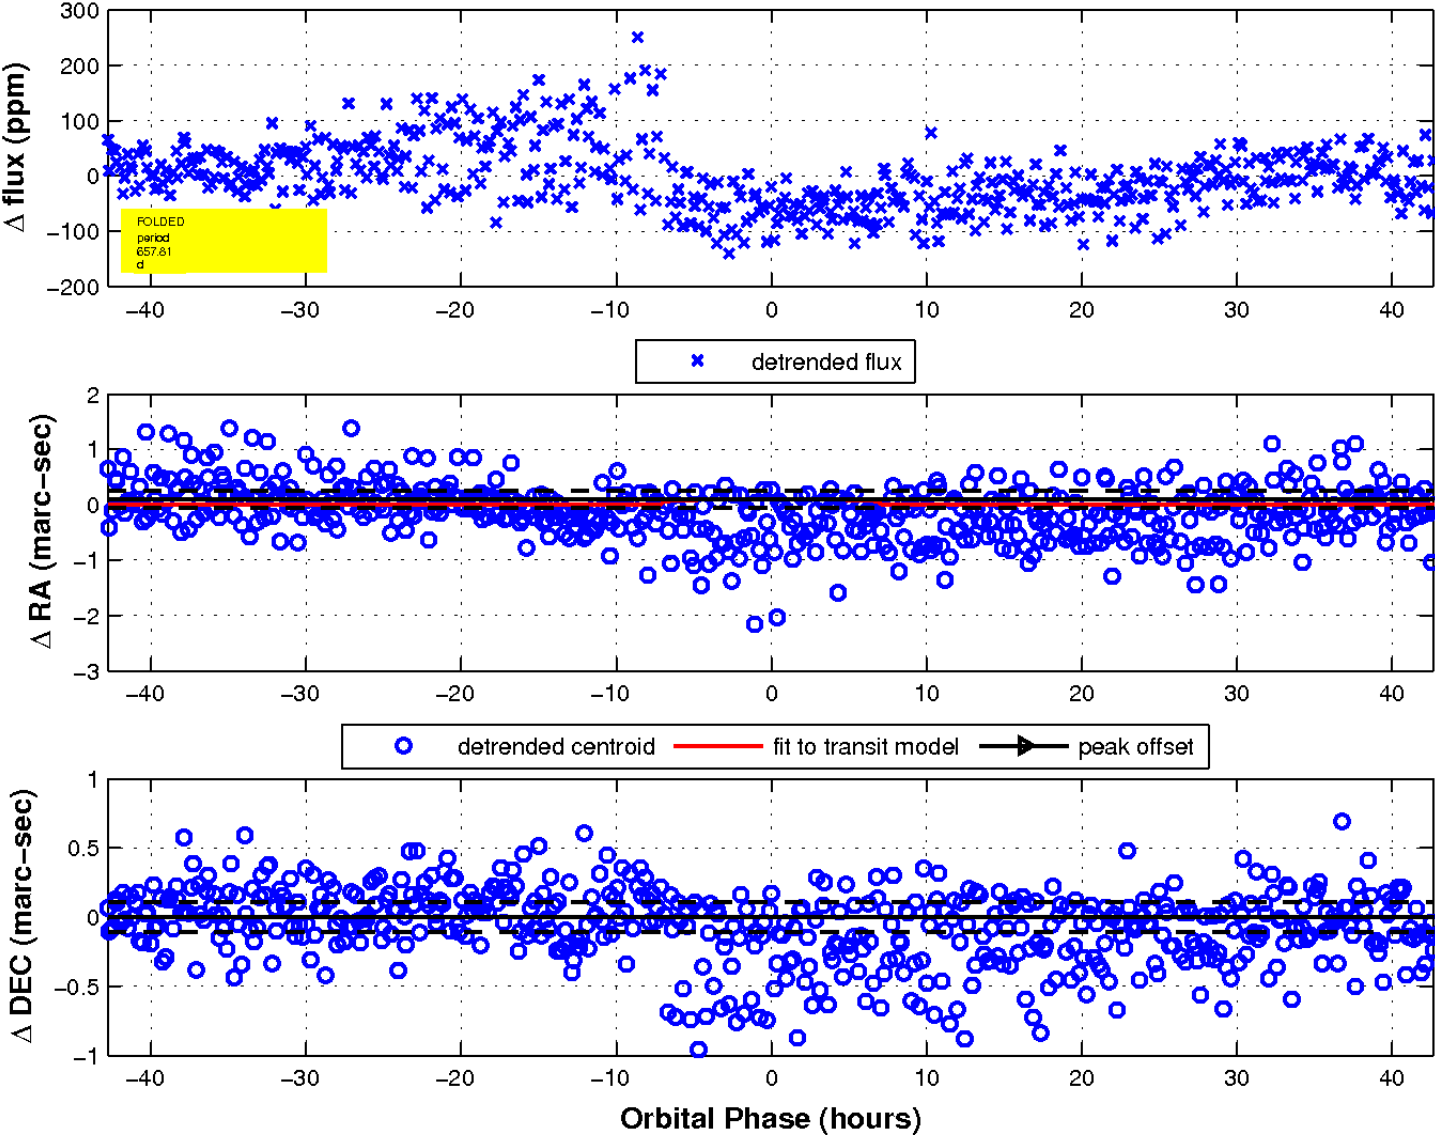 Δ flux (ppm)
300
200
100
0
−100
−200
FOLDED
period
657.81
d
−40 −30 −20 −10 0 10 20 30 40
detrended flux
Δ RA (marc−sec)
2
1
0
−1
−2
−3
−40 −30 −20 −10 0 10 20 30 40
detrended centroid fit to transit model peak offset
Δ DEC (marc−sec)
1
0.5
0
−0.5
−1
−40 −30 −20 −10 0 10 20 30 40
Orbital Phase (hours)